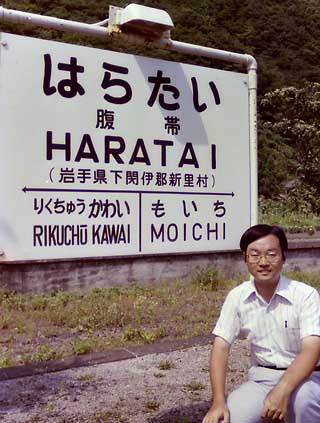 はらたい
腹帯
HARATAI
(岩手県下閉伊郡新里村)
りくちゅうかわい もいち
RIKUCHŪ KAWAI MOICHI